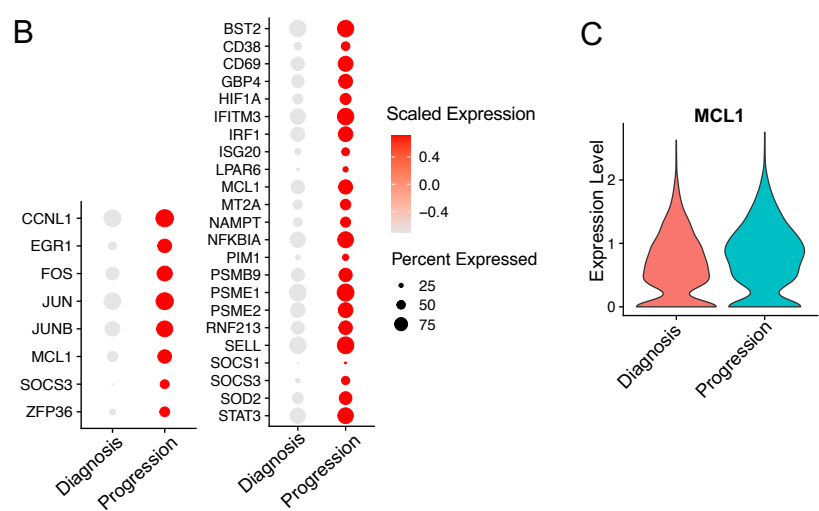 B
CCNL1
EGR1
FOS
JUN
JUNB
MCL1
SOCS3
ZFP36
Diagnosis
Progression
BST2
CD38
CD69
GBP4
HIF1A
IFITM3
IRF1
ISG20
LPAR6
MCL1
MT2A
NAMPT
NFKBIA
PIM1
PSMB9
PSME1
PSME2
RNF213
SELL
SOCS1
SOCS3
SOD2
STAT3
Diagnosis
Progression
Scaled Expression
0.4
0.0
−0.4
Percent Expressed
25
50
75
C
MCL1
Expression Level
2
1
0
Diagnosis
Progression